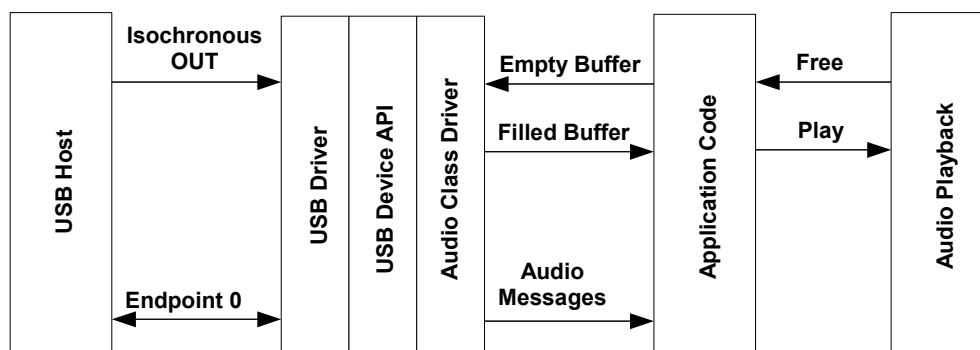 USB Host
Isochronous
OUT
Endpoint 0
USB Driver
USB Device API
Audio Class Driver
Empty Buffer
Filled Buffer
Audio
Messages
Application Code
Free
Play
Audio Playback